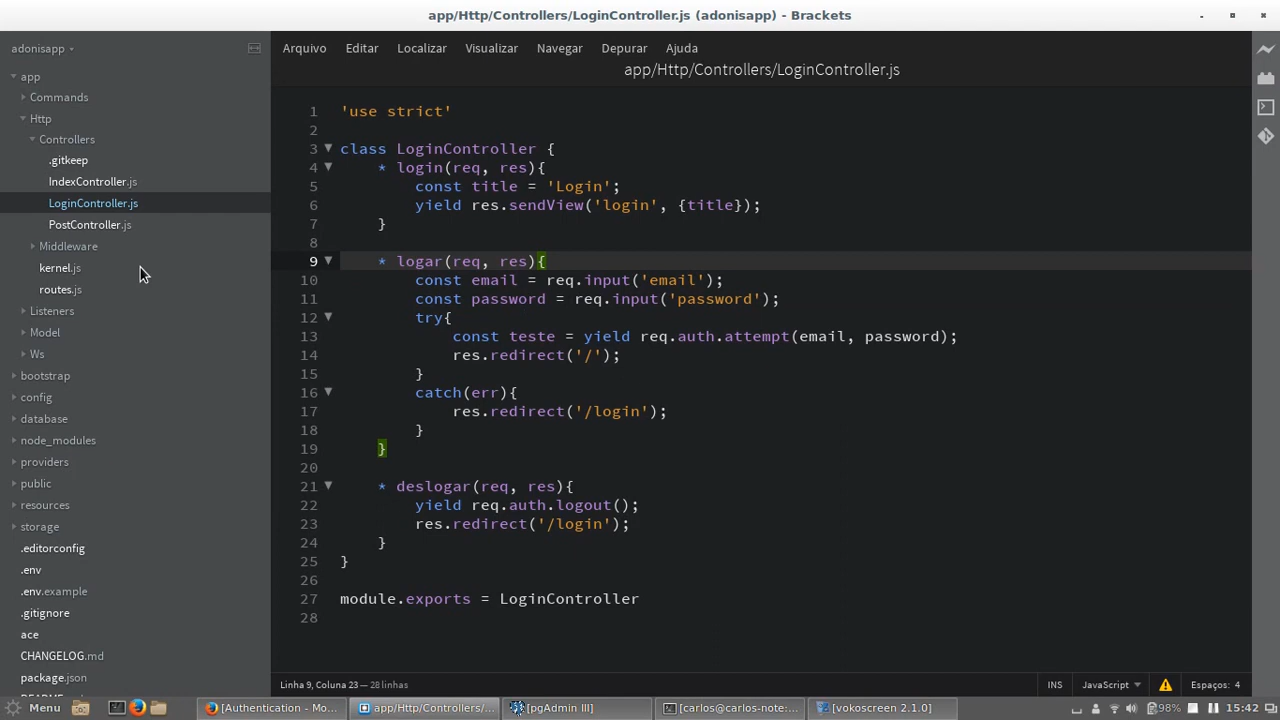 app/Http/Controllers/LoginController.js (adonisapp) - Brackets
adonisapp
Arquivo Editar Localizar Visualizar Navegar Depurar Ajuda
app/Http/Controllers/LoginController.js
app
Commands
Http
Controllers
.gitkeep
IndexController.js
LoginController.js
PostController.js
Middleware
kernel.js
routes.js
Listeners
Model
Ws
bootstrap
config
database
node_modules
providers
public
resources
storage
.editorconfig
.env
.env.example
.gitignore
ace
CHANGELOG.md
package.json
1 'use strict'
2
3 class LoginController {
4 * login(req, res){
5 const title = 'Login';
6 yield res.sendView('login', {title});
7 }
8
9 * logar(req, res){
10 const email = req.input('email');
11 const password = req.input('password');
12 try{
13 const teste = yield req.auth.attempt(email, password);
14 res.redirect('/');
15 }
16 catch(err){
17 res.redirect('/login');
18 }
19 }
20
21 * deslogar(req, res){
22 yield req.auth.logout();
23 res.redirect('/login');
24 }
25 }
26
27 module.exports = LoginController
28
Linha 9, Coluna 23 — 28 linhas INS JavaScript Espaços: 4
Menu [Authentication - Mo... app/Http/Controllers/... [pgAdmin III] [carlos@carlos-note:... [vokoscreen 2.1.0] 98% 15:42